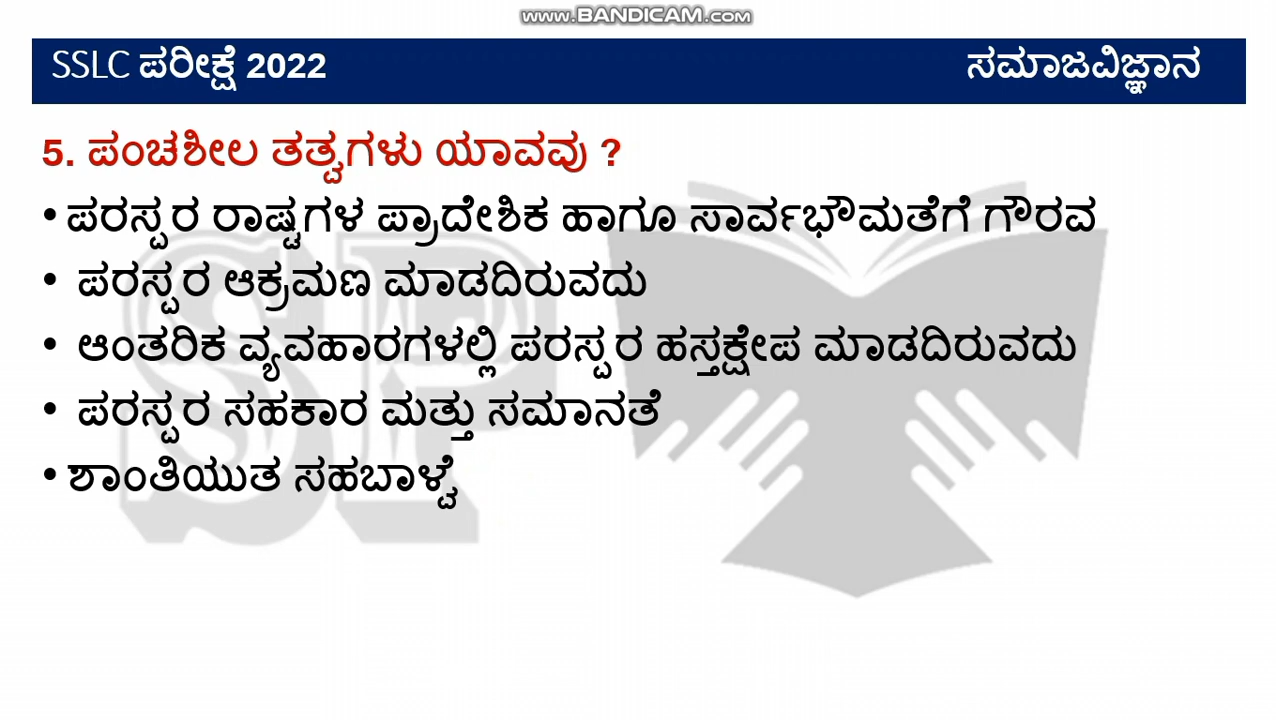 www.BANDICAM.com
SSLC ಪರೀಕ್ಷೆ 2022 ಸಮಾಜವಿಜ್ಞಾನ
5. ಪಂಚಶೀಲ ತತ್ವಗಳು ಯಾವವು ?
• ಪರಸ್ಪರ ರಾಷ್ಟಗಳ ಪ್ರಾದೇಶಿಕ ಹಾಗೂ ಸಾರ್ವಭೌಮತೆಗೆ ಗೌರವ
• ಪರಸ್ಪರ ಆಕ್ರಮಣ ಮಾಡದಿರುವದು
• ಆಂತರಿಕ ವ್ಯವಹಾರಗಳಲ್ಲಿ ಪರಸ್ಪರ ಹಸ್ತಕ್ಷೇಪ ಮಾಡದಿರುವದು
• ಪರಸ್ಪರ ಸಹಕಾರ ಮತ್ತು ಸಮಾನತೆ
• ಶಾಂತಿಯುತ ಸಹಬಾಳ್ವೆ
SP